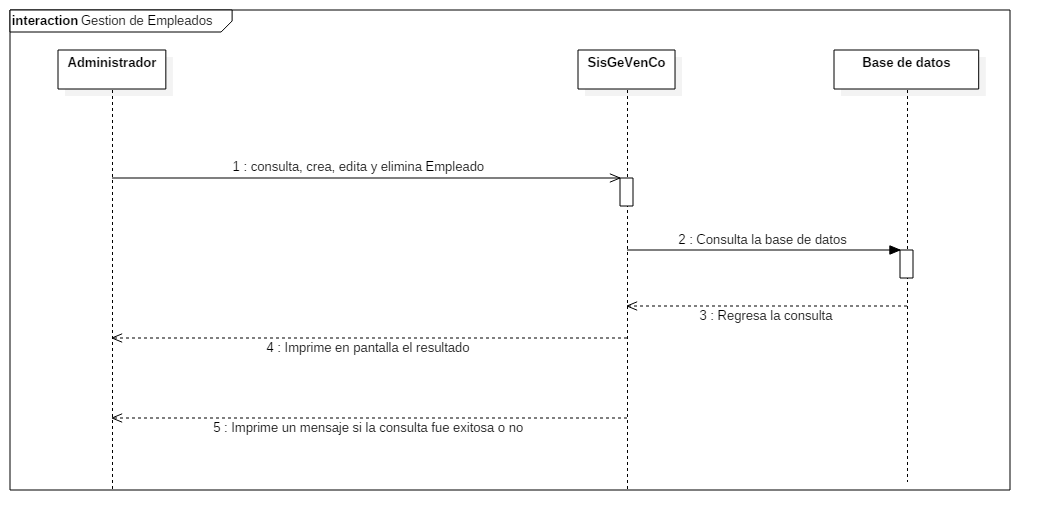 interaction Gestion de Empleados
Administrador
SisGeVenCo
Base de datos
1 : consulta, crea, edita y elimina Empleado
2 : Consulta la base de datos
3 : Regresa la consulta
4 : Imprime en pantalla el resultado
5 : Imprime un mensaje si la consulta fue exitosa o no